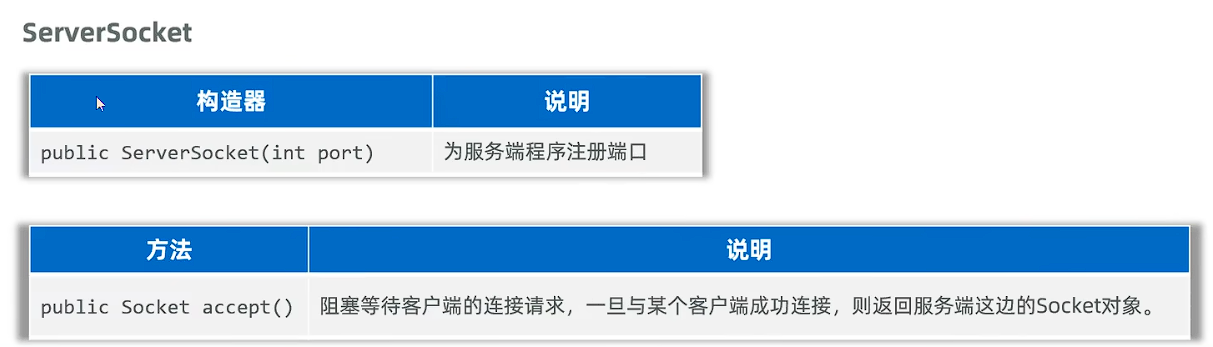 ServerSocket
构造器 说明
public ServerSocket(int port) 为服务端程序注册端口
方法 说明
public Socket accept() 阻塞等待客户端的连接请求，一旦与某个客户端成功连接，则返回服务端这边的Socket对象。